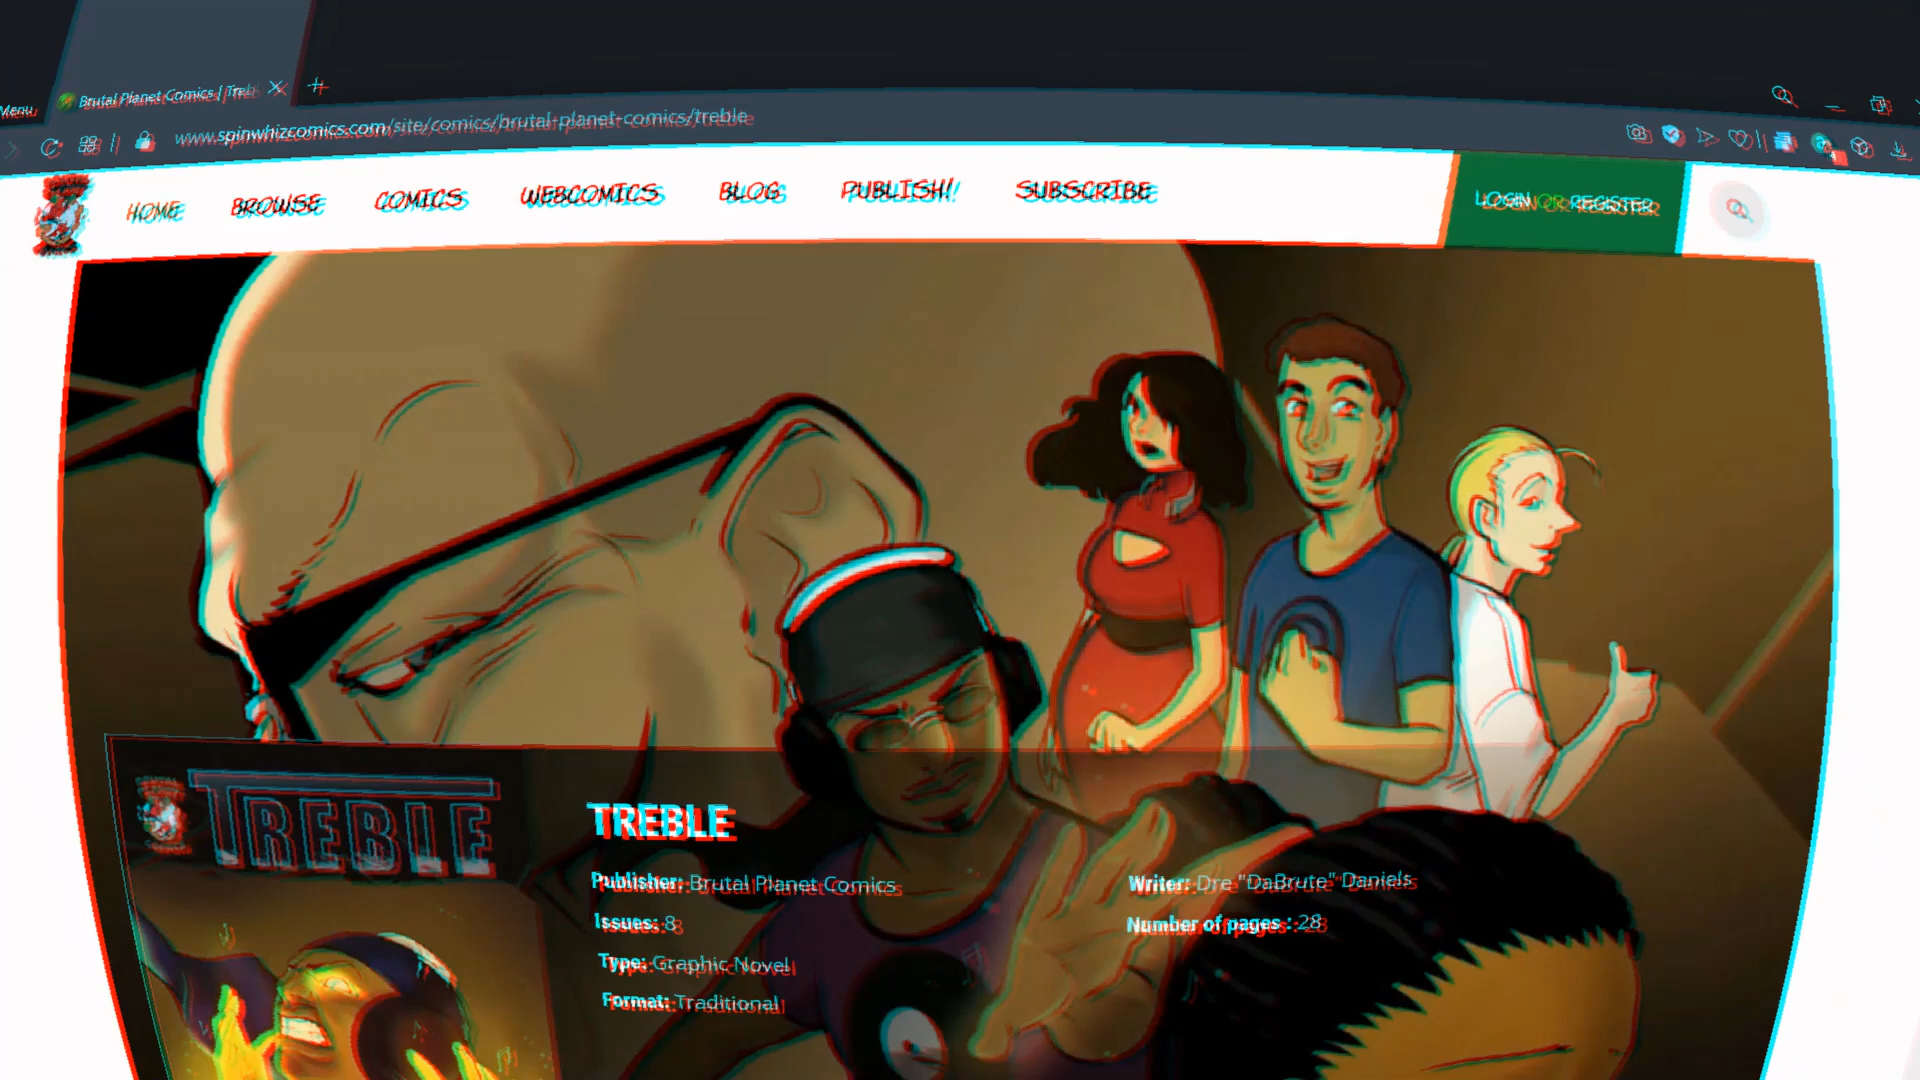 Menu
Brutal Planet Comics | Treb
www.spinwhizcomics.com/site/comics/brutal-planet-comics/treble
HOME BROWSE COMICS WEBCOMICS BLOG PUBLISH! SUBSCRIBE LOGIN OR REGISTER
TREBLE
TREBLE
Publisher: Brutal Planet Comics
Writer: Dre "DaBrute" Daniels
Issues: 8
Number of pages : 28
Type: Graphic Novel
Format: Traditional